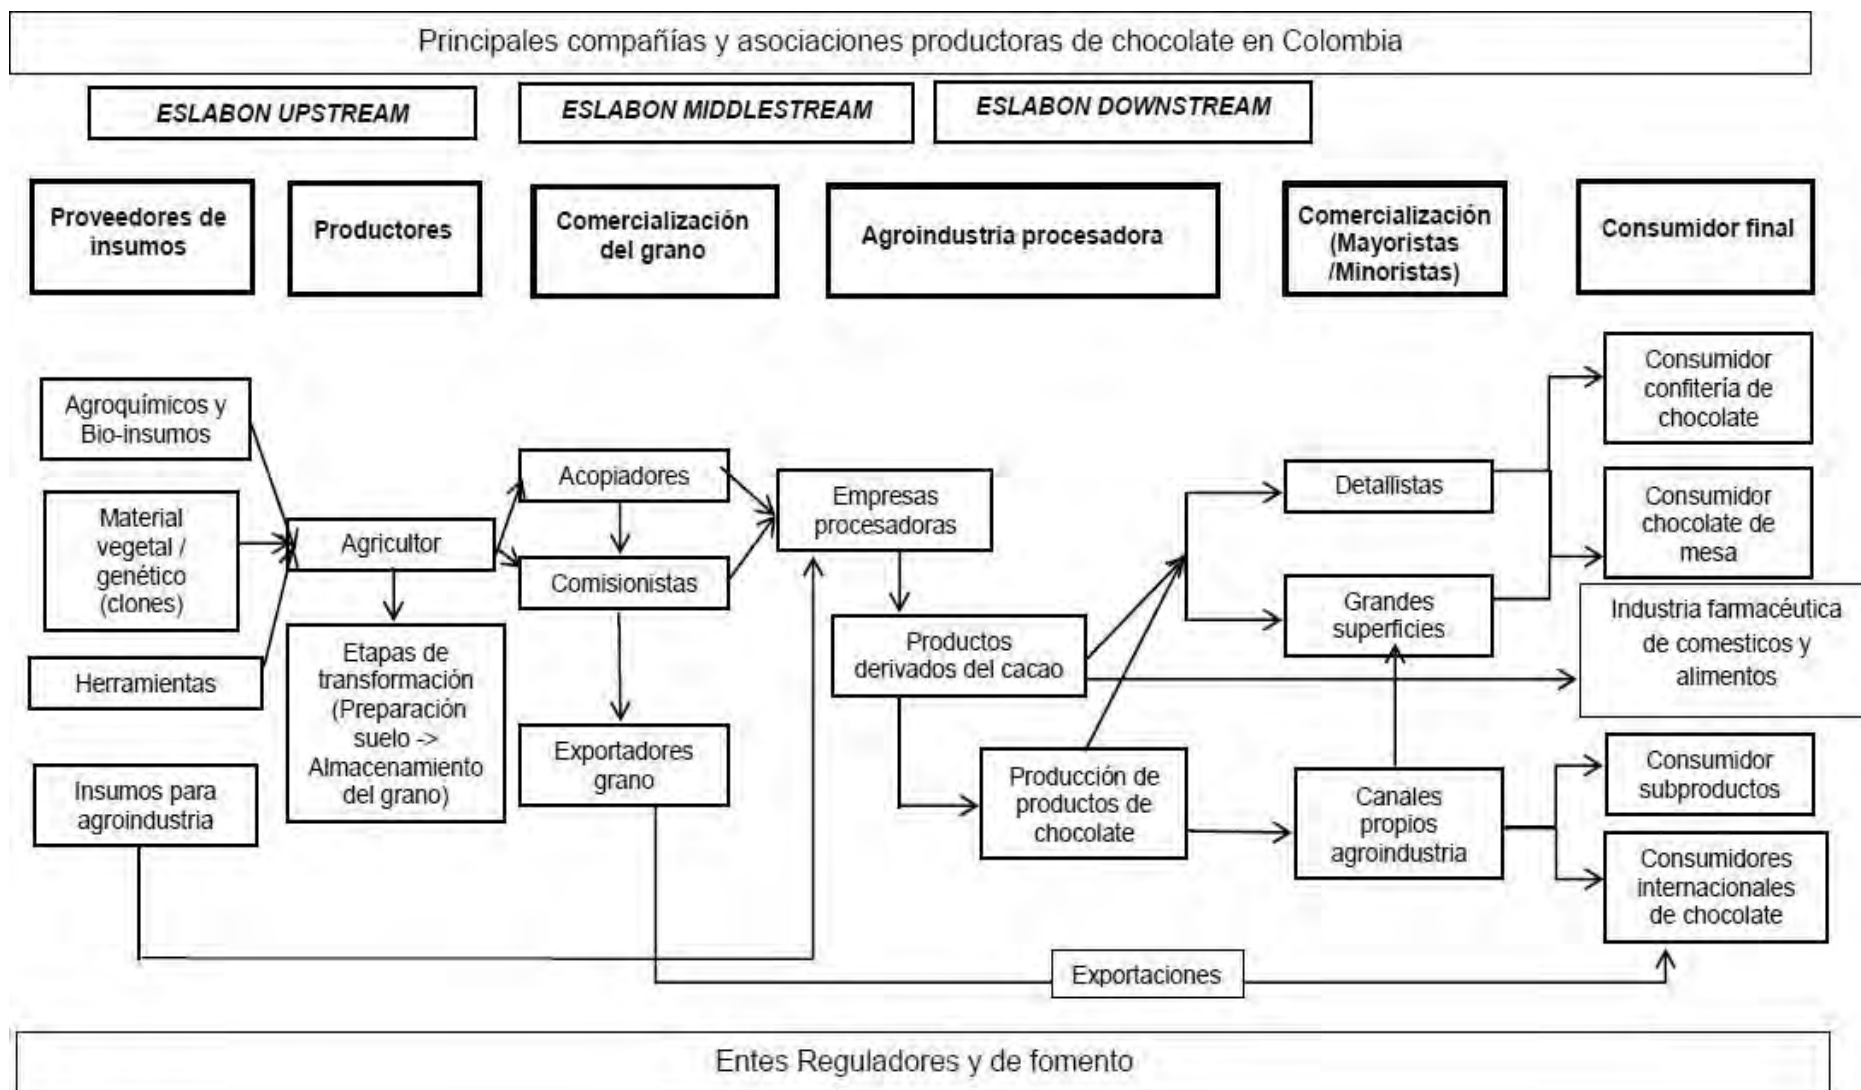 Principales compañías y asociaciones productoras de chocolate en Colombia
ESLABON UPSTREAM
ESLABON MIDDLESTREAM
ESLABON DOWNSTREAM
Proveedores de
insumos
Productores
Comercialización
del grano
Agroindustria procesadora
Comercialización
(Mayoristas
/Minoristas)
Consumidor final
Agroquímicos y
Bio-insumos
Material
vegetal /
genético
(clones)
Herramientas
Insumos para
agroindustria
Agricultor
Etapas de
transformación
(Preparación
suelo ->
Almacenamiento
del grano)
Acopiadores
Comisionistas
Exportadores
grano
Empresas
procesadoras
Productos
derivados del cacao
Producción de
productos de
chocolate
Detallistas
Grandes
superficies
Canales
propios
agroindustria
Consumidor
confitería de
chocolate
Consumidor
chocolate de
mesa
Industria farmacéutica
de comesticos y
alimentos
Consumidor
subproductos
Consumidores
internacionales
de chocolate
Exportaciones
Entes Reguladores y de fomento